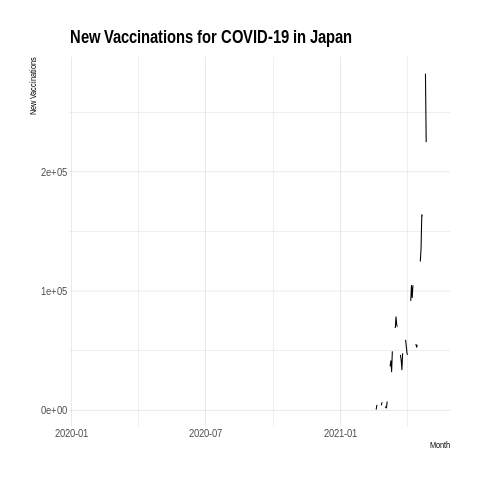 New Vaccinations for COVID-19 in Japan
New Vaccinations
2e+05
1e+05
0e+00
2020-01 2020-07 2021-01
Month